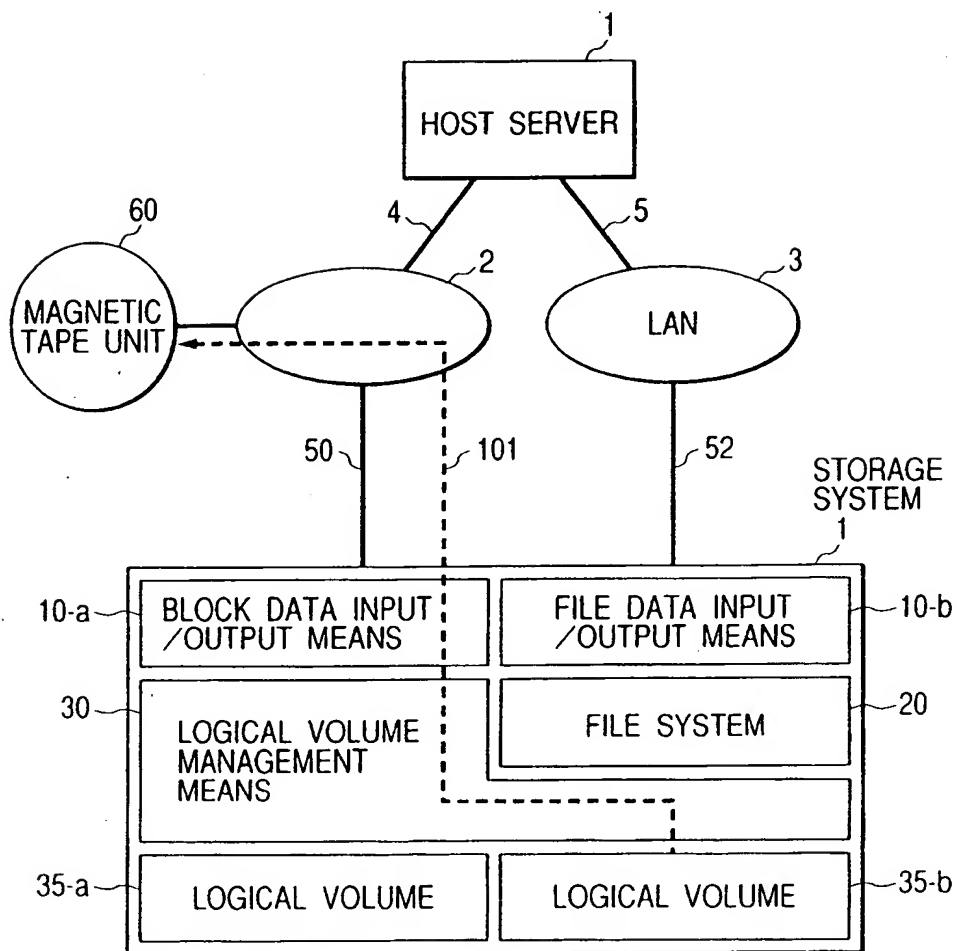 1
HOST SERVER
60
4
5
2
3
MAGNETIC
TAPE UNIT
LAN
50
101
52
STORAGE
SYSTEM
1
10-a
BLOCK DATA INPUT
/OUTPUT MEANS
FILE DATA INPUT
/OUTPUT MEANS
10-b
30
LOGICAL VOLUME
MANAGEMENT
MEANS
FILE SYSTEM
20
35-a
LOGICAL VOLUME
LOGICAL VOLUME
35-b